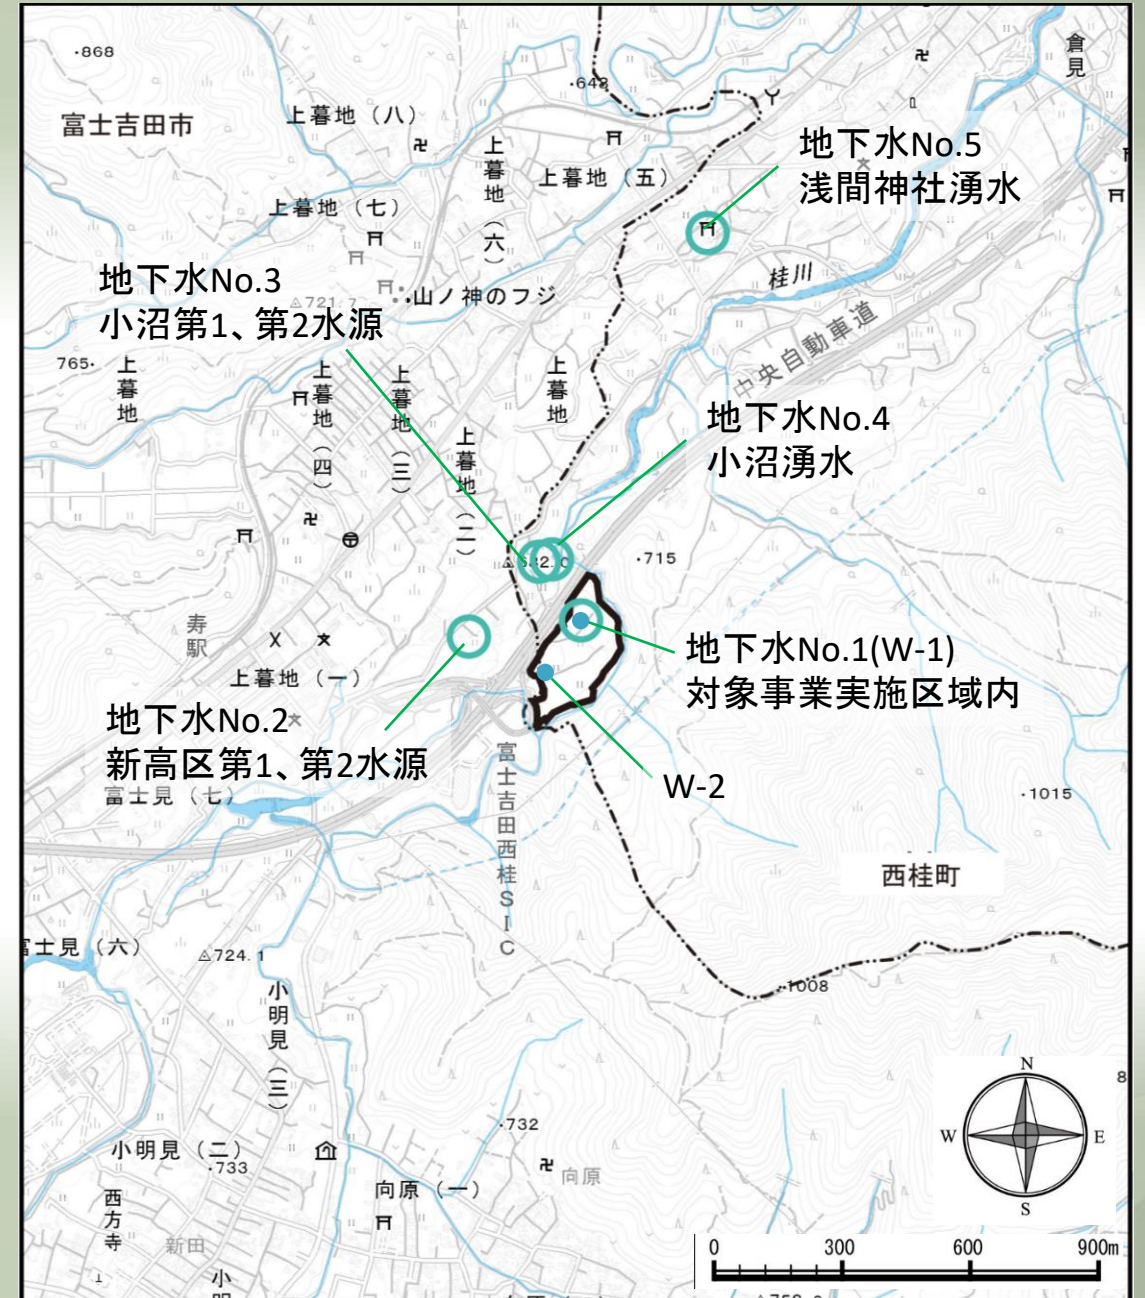 ・868
富士吉田市
上暮地（八）
・643
倉見
上暮地（六）
上暮地（五）
地下水No.5
浅間神社湧水
上暮地（七）
地下水No.3
小沼第1、第2水源
△721.7
山ノ神のフジ
桂川
中央自動車道
765・
上暮地
上暮地（四）
上暮地（三）
上暮地（二）
上暮地
地下水No.4
小沼湧水
・715
寿駅
上暮地（一）
地下水No.1(W-1)
対象事業実施区域内
地下水No.2
新高区第1、第2水源
富士見（七）
W-2
富士吉田西桂SIC
・1015
西桂町
富士見（六）
△724.1
・1008
小明見（三）
N
W
E
S
・732
小明見（二）
・733
向原
向原（一）
西方寺
新田
0 300 600 900m